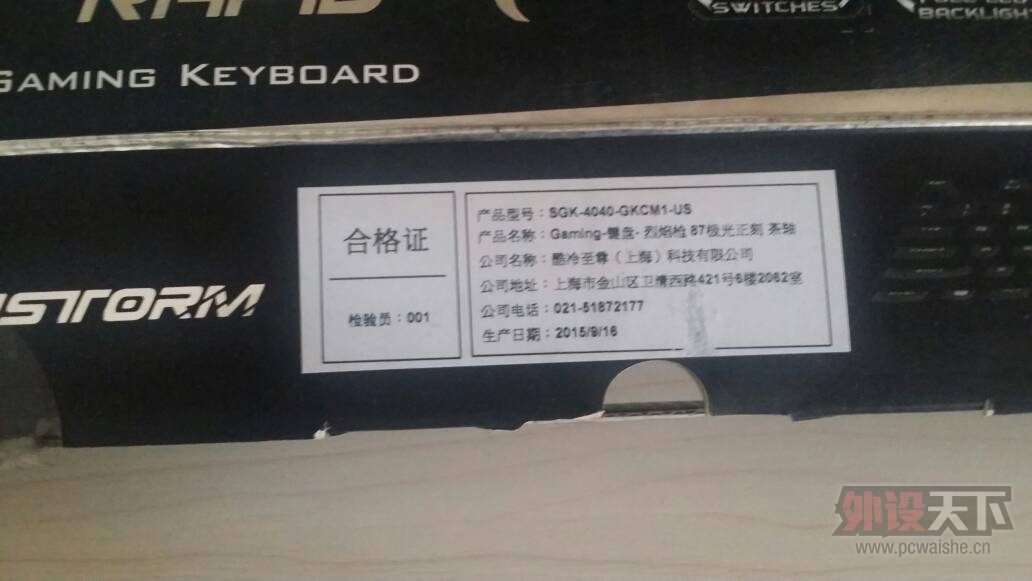 RAPID
SWITCHES
BACKLIGH
GAMING KEYBOARD
STORM
合格证
检验员：001
产品型号：SGK-4040-GKCM1-US
产品名称：Gaming-键盘- 烈焰枪 87极光正刻 茶轴
公司名称：酷冷至尊（上海）科技有限公司
公司地址：上海市金山区卫清西路421号6楼2062室
公司电话：021-51872177
生产日期：2015/9/16
外设天下
www.pcwaishe.cn